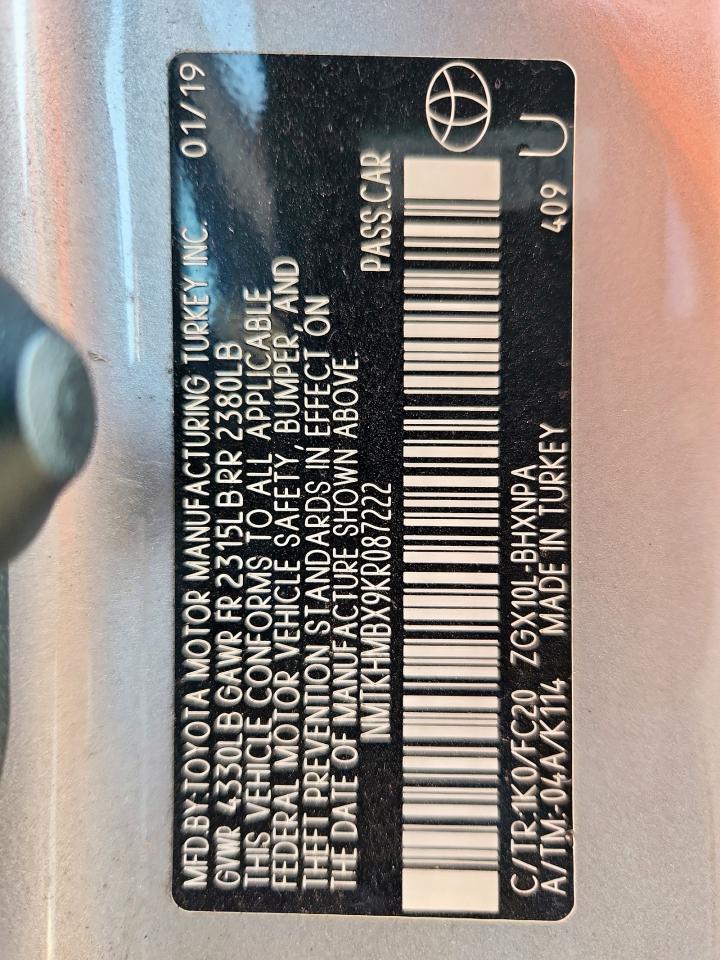 MFD.BY:TOYOTA MOTOR MANUFACTURING TURKEY INC. 01/19
GVWR 4330LB GAWR FR 2315LB RR 2380LB
THIS VEHICLE CONFORMS TO ALL APPLICABLE
FEDERAL MOTOR VEHICLE SAFETY, BUMPER, AND
THEFT PREVENTION STANDARDS IN EFFECT ON
THE DATE OF MANUFACTURE SHOWN ABOVE.
NMTKHMBX9KR087222 PASS.CAR
C/TR:1K0/FC20 ZGX10L-BHXNPA 409 U
A/TM:-04A/K114 MADE IN TURKEY